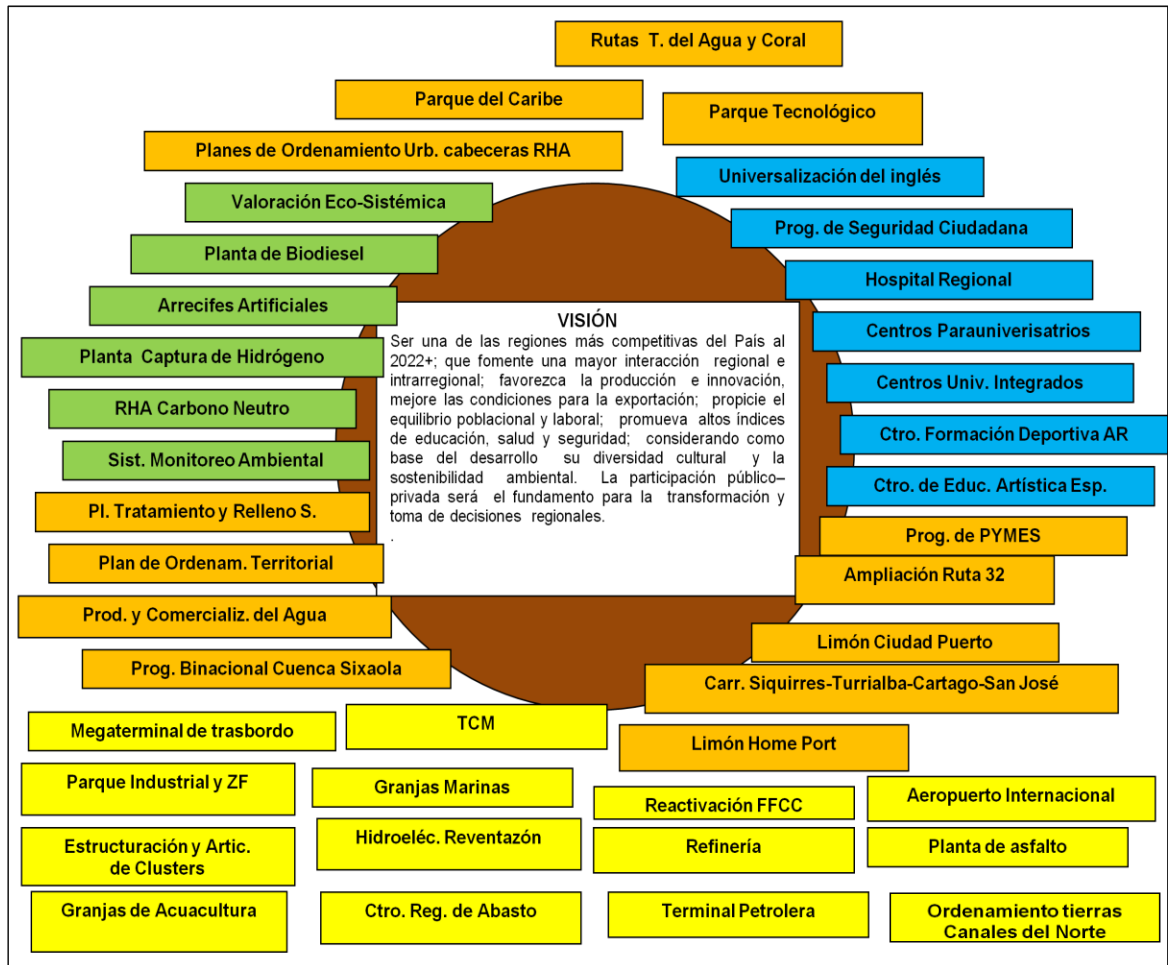 Rutas T. del Agua y Coral
Parque del Caribe
Parque Tecnológico
Planes de Ordenamiento Urb. cabeceras RHA
Universalización del inglés
Valoración Eco-Sistémica
Prog. de Seguridad Ciudadana
Planta de Biodiesel
Hospital Regional
Arrecifes Artificiales
Centros Parauniverisatrios
Planta Captura de Hidrógeno
Centros Univ. Integrados
RHA Carbono Neutro
Ctro. Formación Deportiva AR
Sist. Monitoreo Ambiental
Ctro. de Educ. Artística Esp.
VISIÓN
Ser una de las regiones más competitivas del País al
2022+; que fomente una mayor interacción regional e
intrarregional; favorezca la producción e innovación,
mejore las condiciones para la exportación; propicie el
equilibrio poblacional y laboral; promueva altos índices
de educación, salud y seguridad; considerando como
base del desarrollo su diversidad cultural y la
sostenibilidad ambiental. La participación público–
privada será el fundamento para la transformación y
toma de decisiones regionales.
.
Pl. Tratamiento y Relleno S.
Prog. de PYMES
Plan de Ordenam. Territorial
Ampliación Ruta 32
Prod. y Comercializ. del Agua
Limón Ciudad Puerto
Prog. Binacional Cuenca Sixaola
Carr. Siquirres-Turrialba-Cartago-San José
Megaterminal de trasbordo
TCM
Limón Home Port
Parque Industrial y ZF
Granjas Marinas
Reactivación FFCC
Aeropuerto Internacional
Estructuración y Artic.
de Clusters
Hidroeléc. Reventazón
Refinería
Planta de asfalto
Granjas de Acuacultura
Ctro. Reg. de Abasto
Terminal Petrolera
Ordenamiento tierras
Canales del Norte